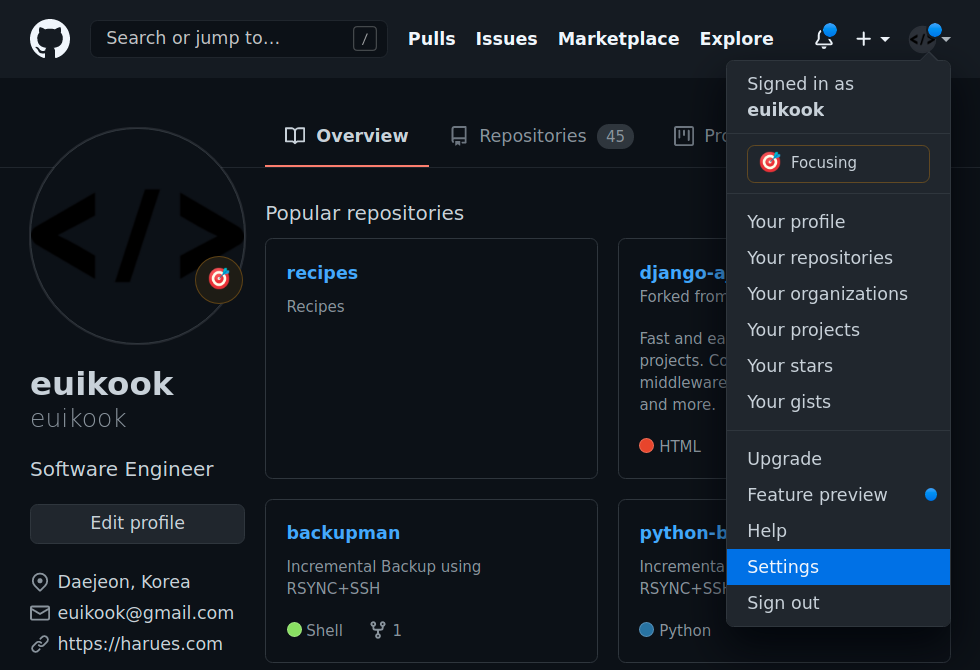 Search or jump to…
/
Pulls
Issues
Marketplace
Explore
</>
Signed in as
euikook
Focusing
Your profile
Your repositories
Your organizations
Your projects
Your stars
Your gists
Upgrade
Feature preview
Help
Settings
Sign out
Overview
Repositories 45
Pro
</>
euikook
euikook
Software Engineer
Edit profile
Daejeon, Korea
euikook@gmail.com
https://harues.com
Popular repositories
recipes
Recipes
django-a
Forked from
Fast and ea
projects. Co
middleware
and more.
HTML
backupman
Incremental Backup using
RSYNC+SSH
Shell 1
python-b
Incrementa
RSYNC+SSH
Python